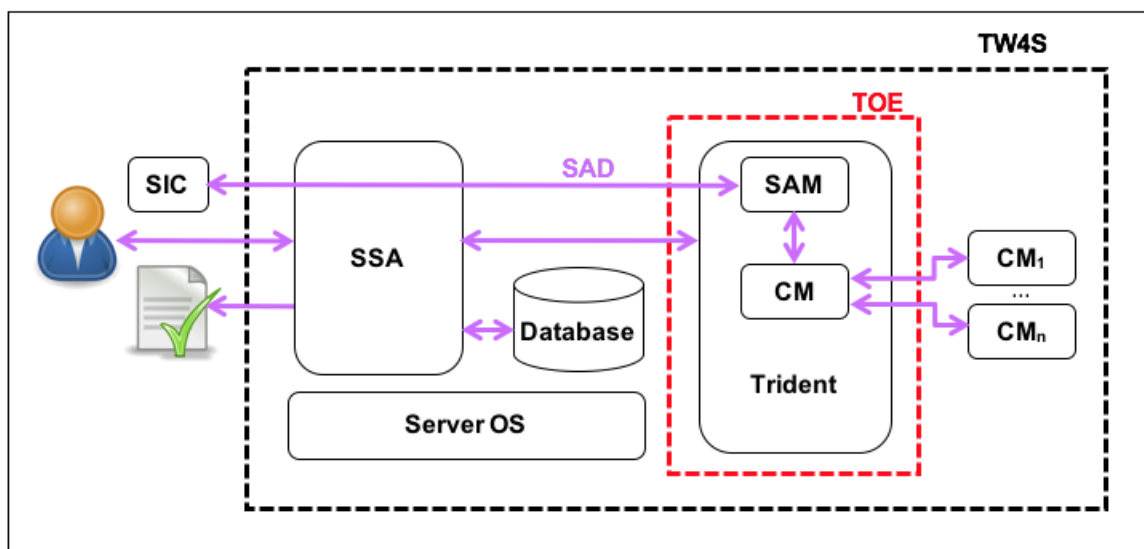 TW4S
TOE
SIC
SAD
SAM
SSA
CM
CM₁
...
CMₙ
Database
Trident
Server OS